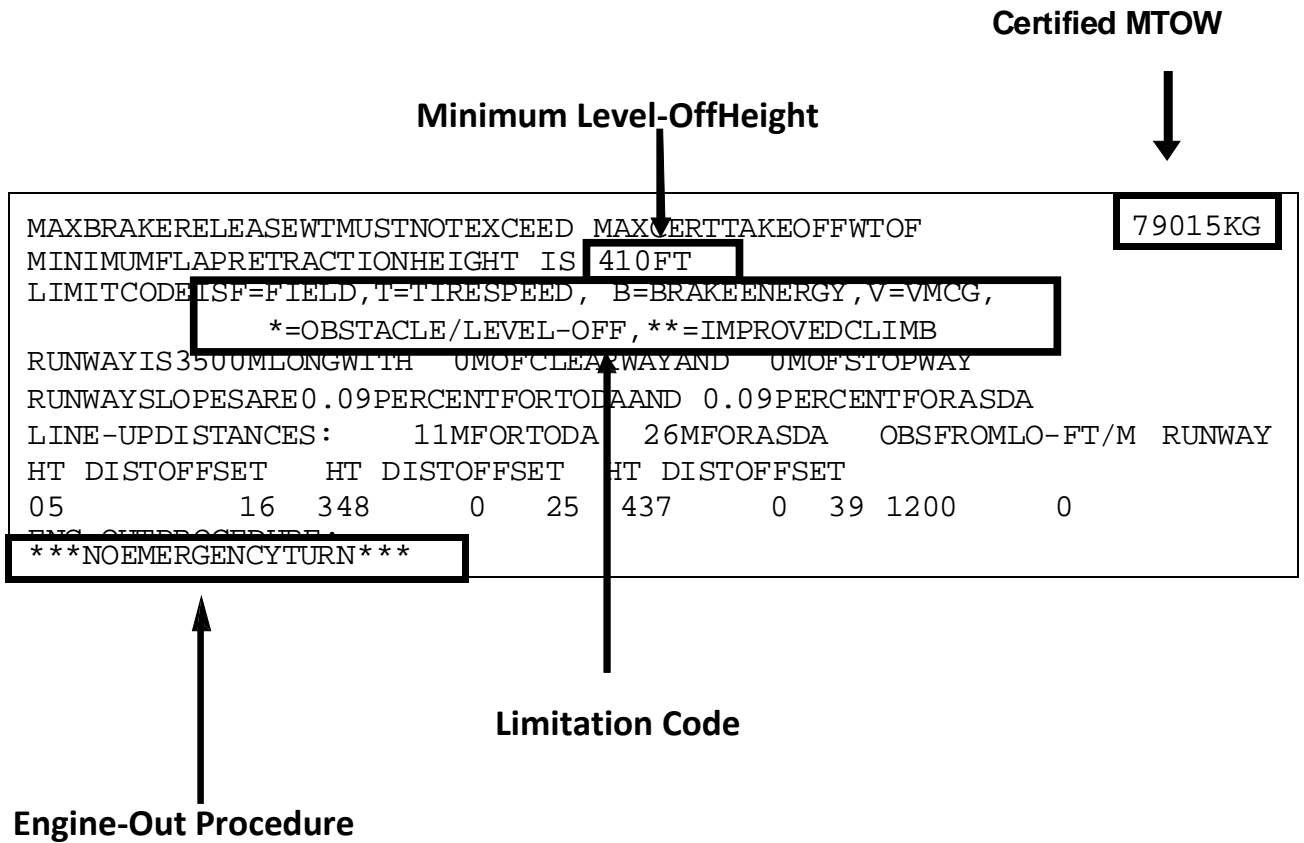 Certified MTOW
Minimum Level-OffHeight
MAXBRAKERELEASEWTMUSTNOTEXCEED MAXCERTTAKEOFFWTOF 79015KG
MINIMUMFLAPRETRACTIONHEIGHT IS 410FT
LIMITCODEISF=FIELD,T=TIRESPEED, B=BRAKEENERGY,V=VMCG,
*=OBSTACLE/LEVEL-OFF,**=IMPROVEDCLIMB
RUNWAYIS3500MLONGWITH 0MOFCLEARWAYAND 0MOFSTOPWAY
RUNWAYSLOPESARE0.09PERCENTFORTODAAND 0.09PERCENTFORASDA
LINE-UPDISTANCES: 11MFORTODA 26MFORASDA OBSFROMLO-FT/M RUNWAY
HT DISTOFFSET HT DISTOFFSET HT DISTOFFSET
05 16 348 0 25 437 0 39 1200 0
ENG-OUTPROCEDURE:
***NOEMERGENCYTURN***
Limitation Code
Engine-Out Procedure